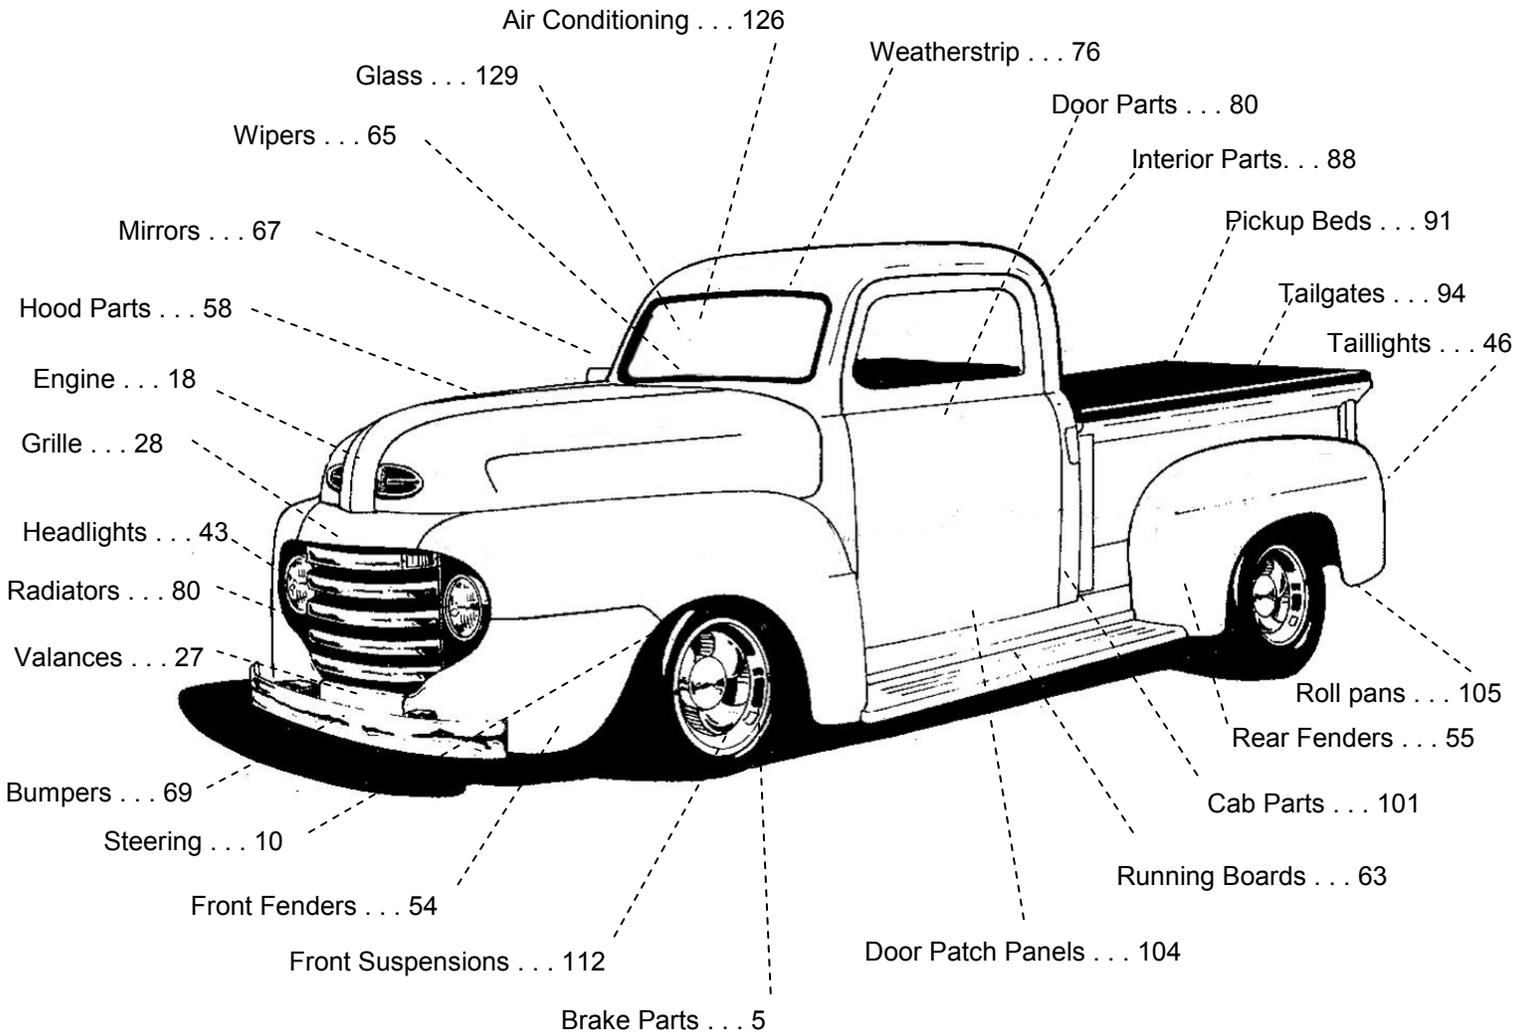 Air Conditioning . . . 126
Weatherstrip . . . 76
Glass . . . 129
Door Parts . . . 80
Wipers . . . 65
Interior Parts. . . 88
Pickup Beds . . . 91
Mirrors . . . 67
Tailgates . . . 94
Hood Parts . . . 58
Taillights . . . 46
Engine . . . 18
Grille . . . 28
Headlights . . . 43
Radiators . . . 80
Valances . . . 27
Roll pans . . . 105
Rear Fenders . . . 55
Bumpers . . . 69
Cab Parts . . . 101
Steering . . . 10
Running Boards . . . 63
Front Fenders . . . 54
Door Patch Panels . . . 104
Front Suspensions . . . 112
Brake Parts . . . 5